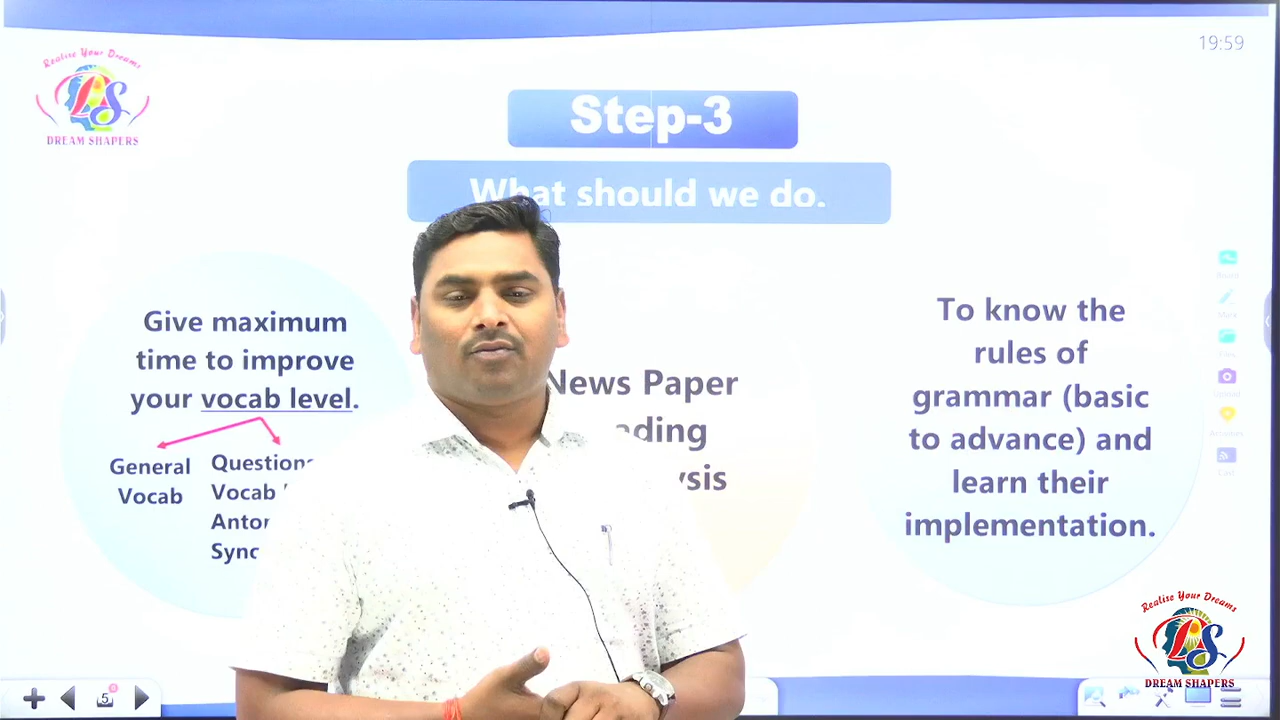 Realise Your Dreams
DREAM SHAPERS
19:59
Step-3
What should we do.
Give maximum
time to improve
your vocab level.
General
Vocab
Questions
Vocab
News Paper
To know the
rules of
grammar (basic
to advance) and
learn their
implementation.
5
Realise Your Dreams
DREAM SHAPERS